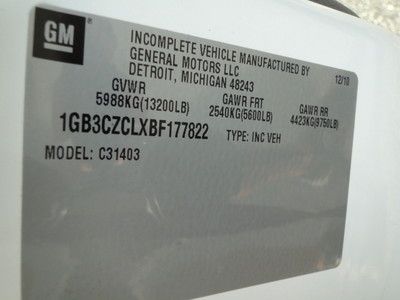 GM
INCOMPLETE VEHICLE MANUFACTURED BY
GENERAL MOTORS LLC
DETROIT, MICHIGAN 48243 12/10
GVWR GAWR FRT GAWR RR
5988KG(13200LB) 2540KG(5600LB) 4423KG(9750LB)
1GB3CZCLXBF177822 TYPE: INC VEH
MODEL: C31403